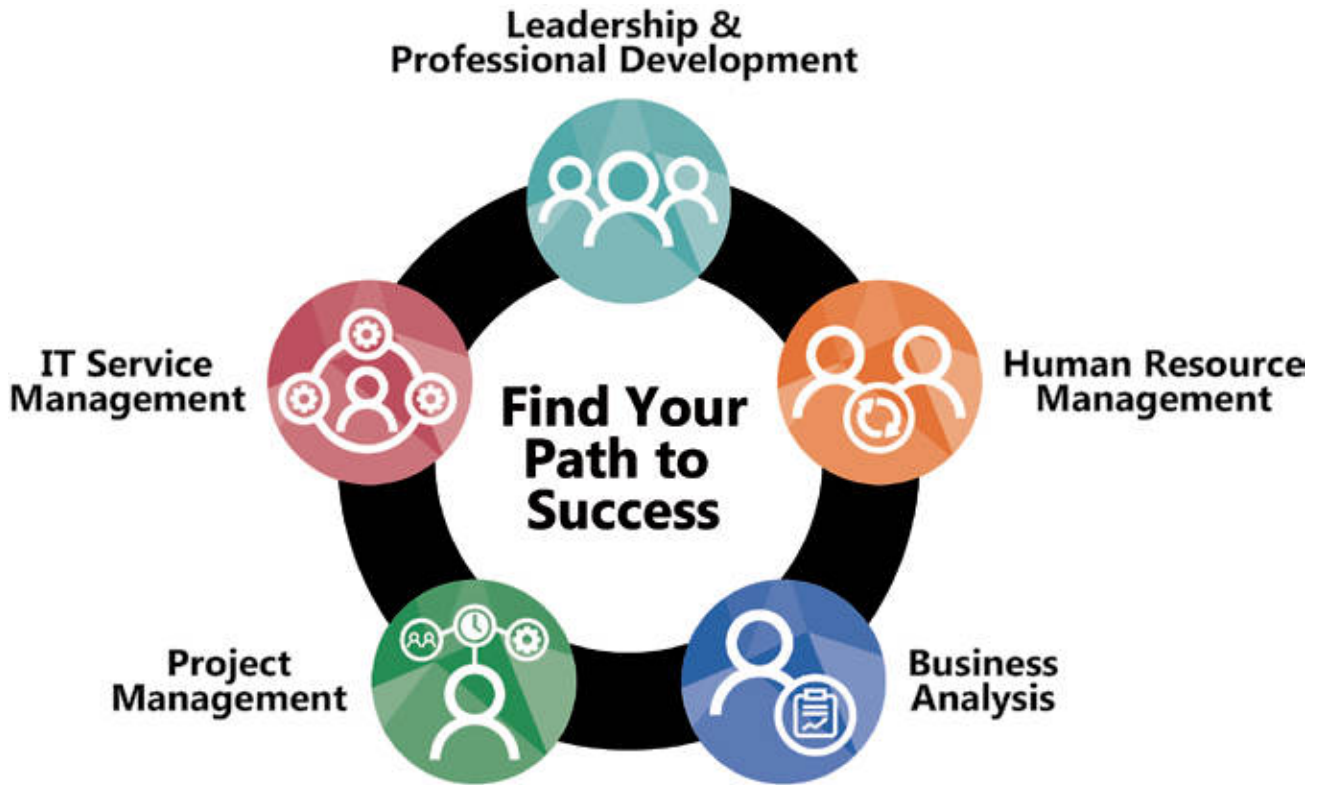 Leadership &
Professional Development
IT Service
Management
Human Resource
Management
Find Your
Path to
Success
Project
Management
Business
Analysis